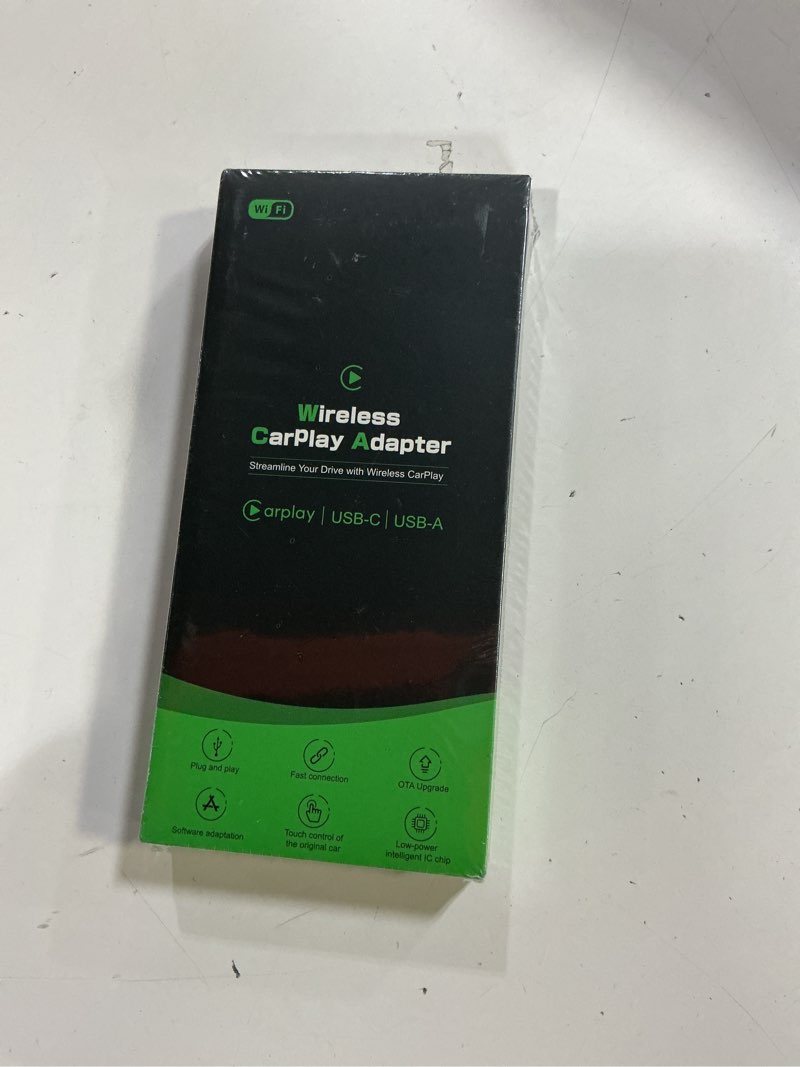 WiFi
Wireless
CarPlay Adapter
Streamline Your Drive with Wireless CarPlay
Carplay | USB-C | USB-A
Plug and play
Fast connection
OTA Upgrade
Software adaptation
Touch control of
the original car
Low-power
intelligent IC chip